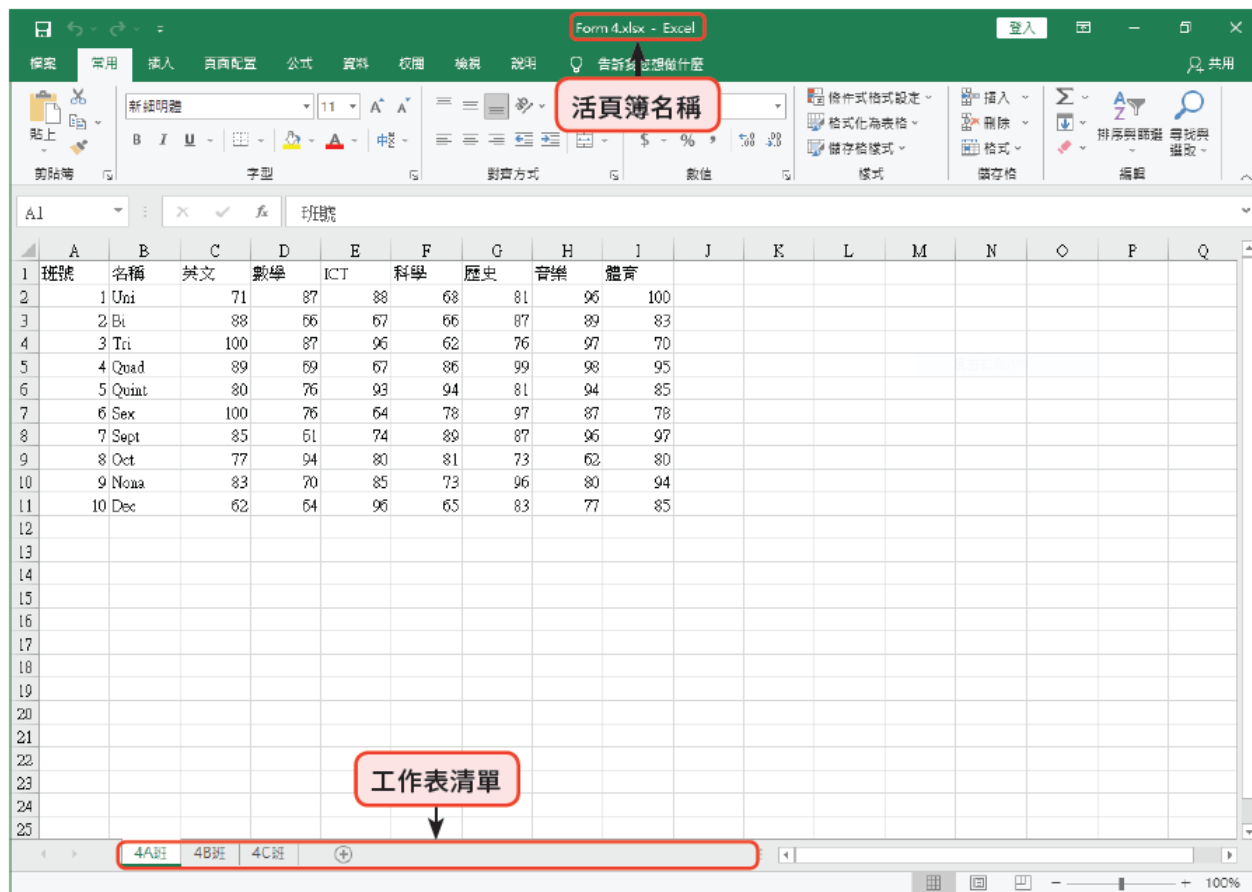 Form 4.xlsx - Excel
登入
檔案 常用 插入 頁面配置 公式 資料 校閱 檢視 說明 告訴我您想做什麼 共用
活頁簿名稱
貼上
新細明體 11 A A
B I U A 中 $ % 9
條件式格式設定
格式化為表格
儲存格樣式
插入
刪除
格式
Σ
排序與篩選 尋找與
選取
剪貼簿 字型 對齊方式 數值 樣式 儲存格 編輯
A1 fx 班號
A B C D E F G H I J K L M N O P Q
1 班號 名稱 英文 數學 ICT 科學 歷史 音樂 體育
2 1 Uni 71 87 88 68 81 96 100
3 2 Bi 88 66 67 66 87 89 83
4 3 Tri 100 87 96 62 76 97 70
5 4 Quad 89 69 67 86 99 98 95
6 5 Quint 80 76 93 94 81 94 85
7 6 Sex 100 76 64 78 97 87 78
8 7 Sept 85 61 74 89 87 96 97
9 8 Oct 77 94 80 81 73 62 80
10 9 Nona 83 70 85 73 96 80 94
11 10 Dec 62 64 96 65 83 77 85
12
13
14
15
16
17
18
19
20
21
22
23
24
25
工作表清單
4A班 4B班 4C班
100%